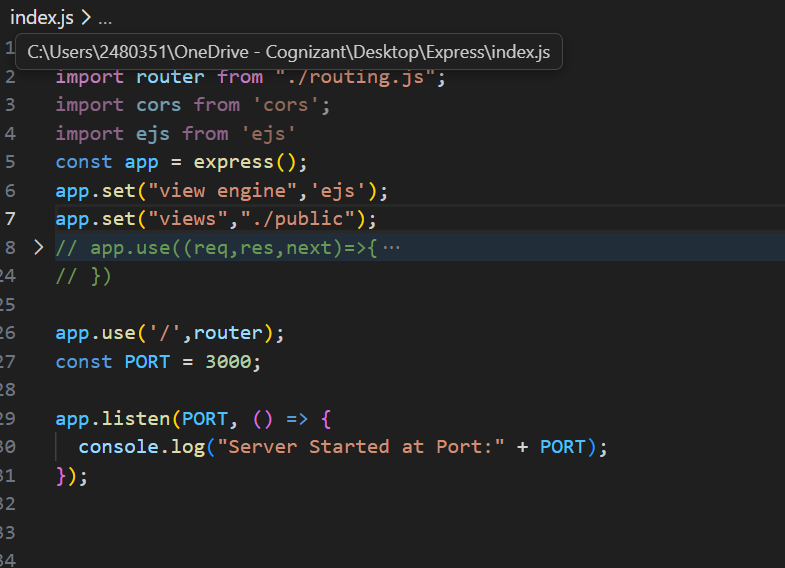 index.js > ...
1
C:\Users\2480351\OneDrive - Cognizant\Desktop\Express\index.js
2 import router from "./routing.js";
3 import cors from 'cors';
4 import ejs from 'ejs'
5 const app = express();
6 app.set("view engine",'ejs');
7 app.set("views","./public");
8 > // app.use((req,res,next)=>{ ...
24 // })
25
26 app.use('/',router);
27 const PORT = 3000;
28
29 app.listen(PORT, () => {
30 console.log("Server Started at Port:" + PORT);
31 });
32
33
34